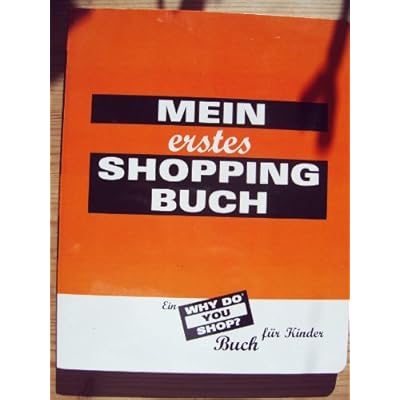 MEIN
erstes
SHOPPING
BUCH
Ein WHY DO
YOU
SHOP?
Buch für Kinder